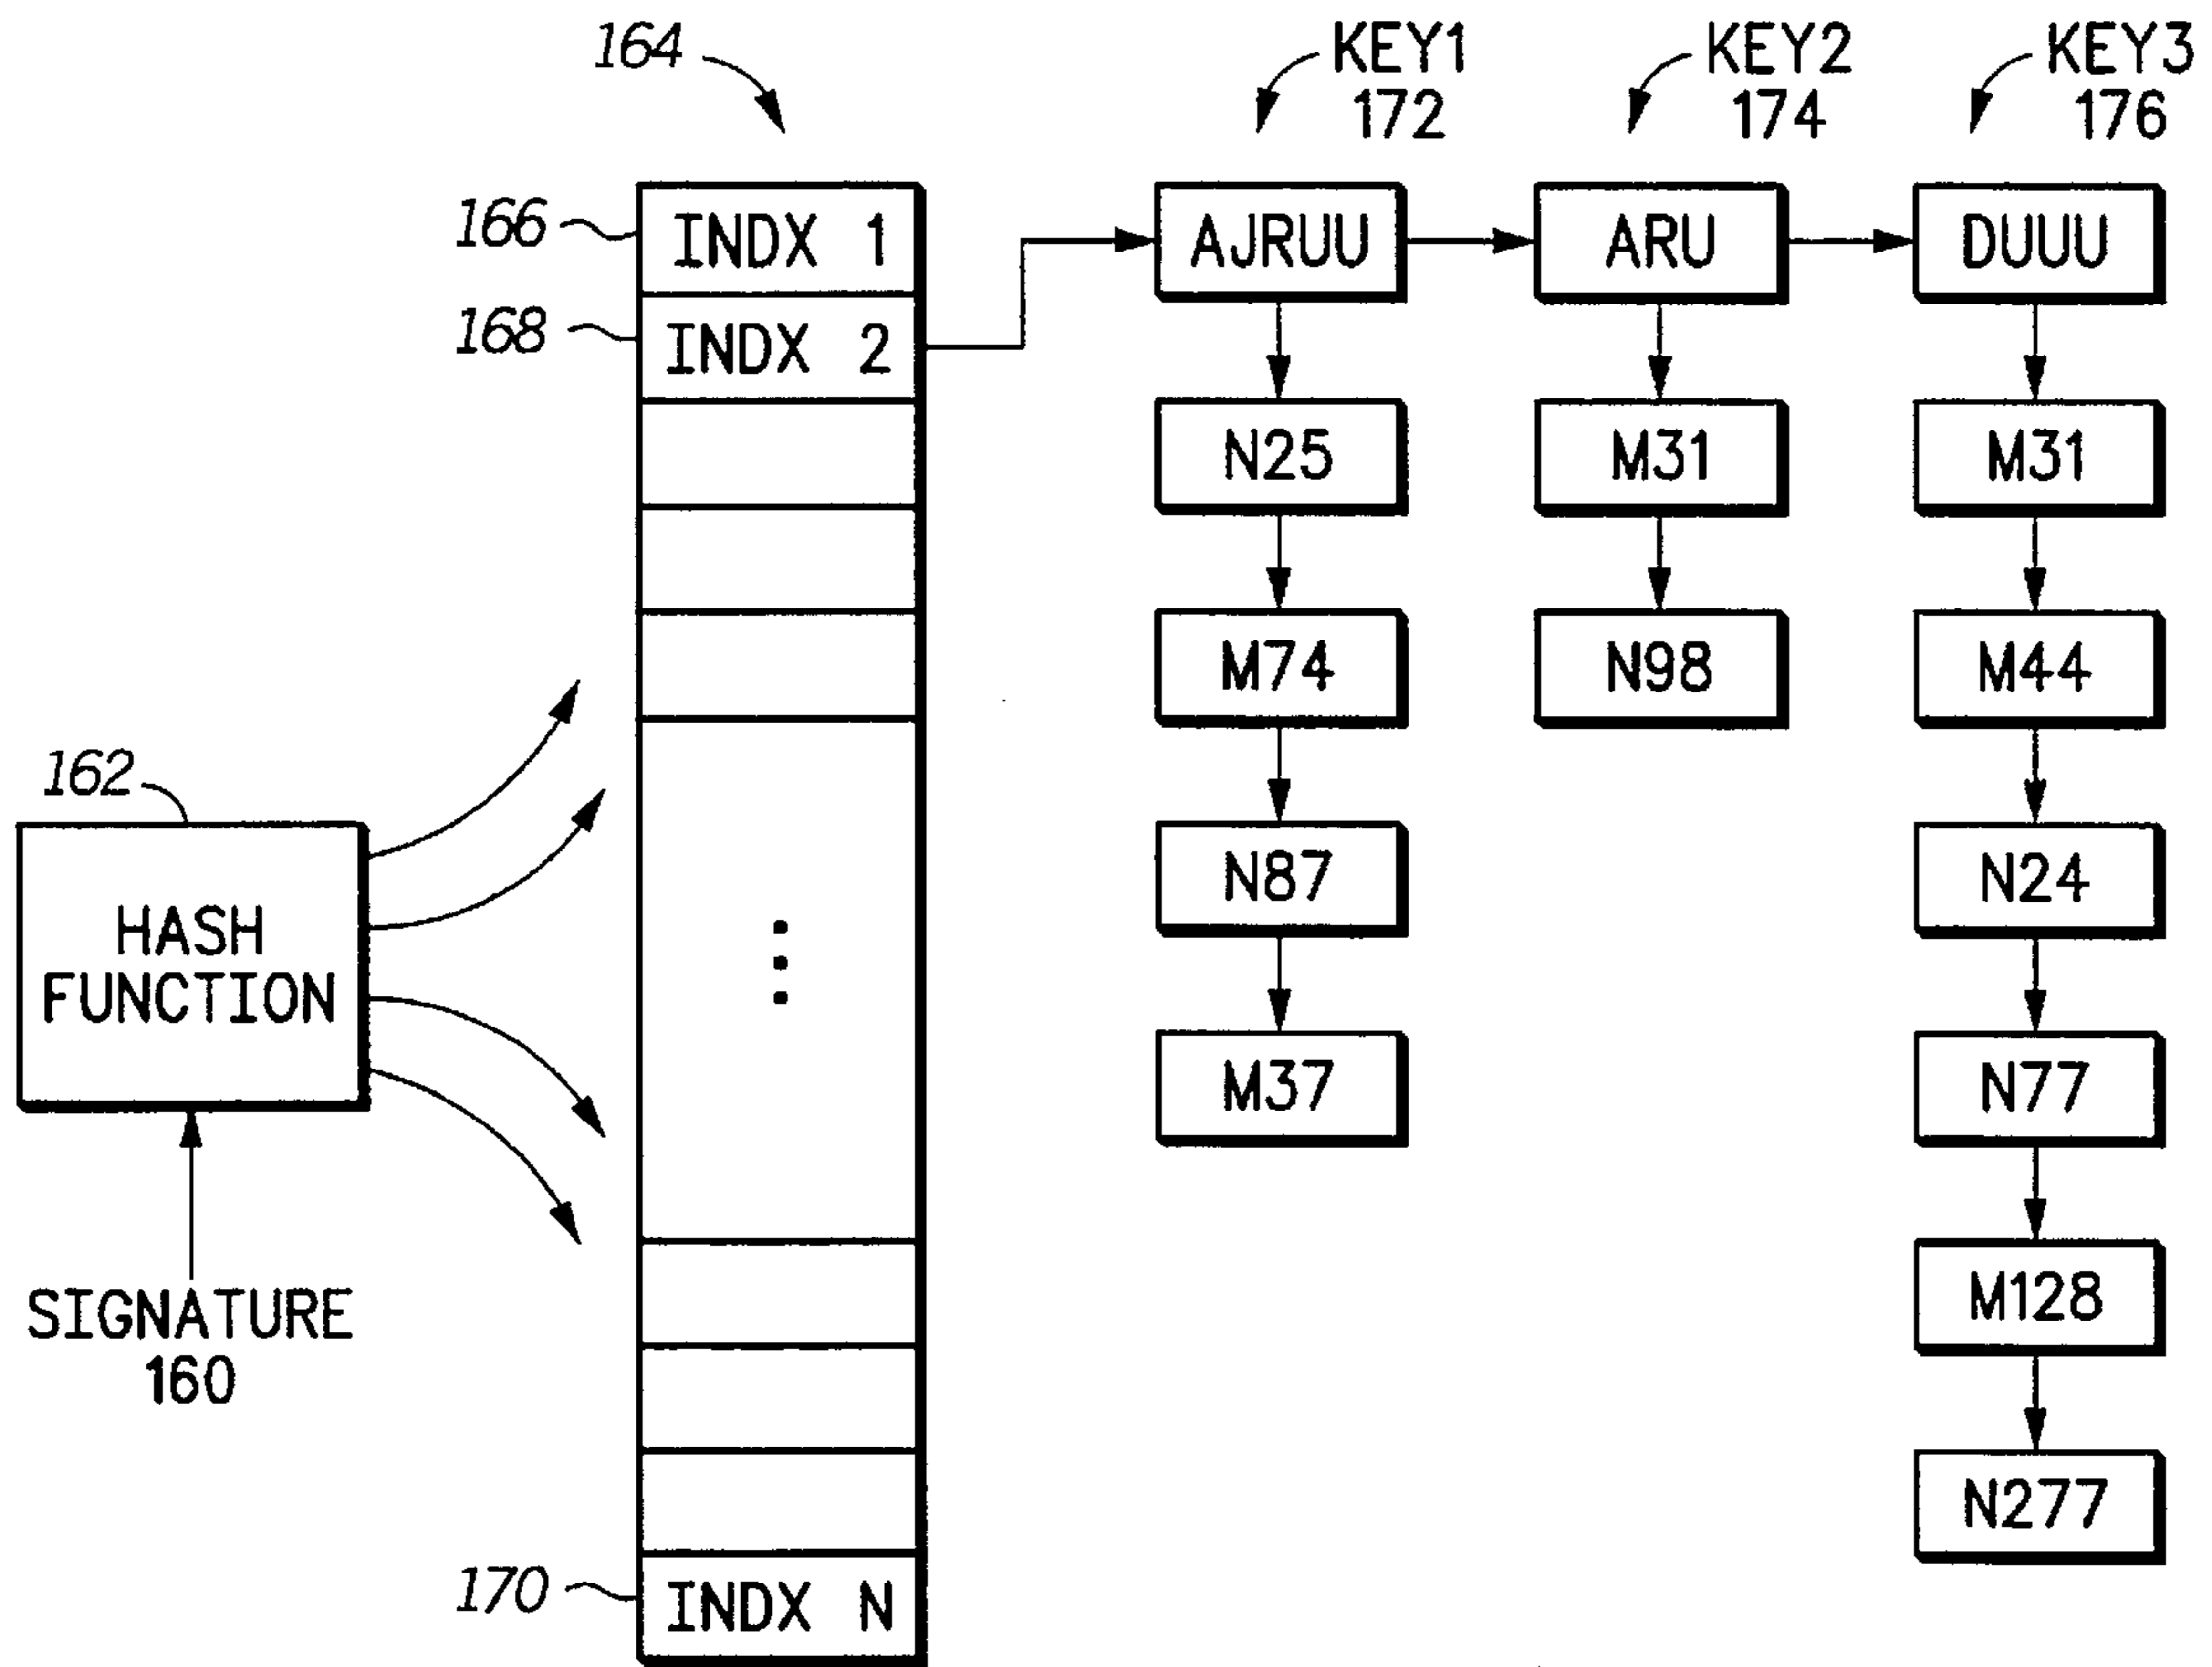 164
KEY1
172
KEY2
174
KEY3
176
166
INDX 1
AJRUU
ARU
DUUU
168
INDX 2
N25
M31
M31
M74
N98
M44
162
HASH
FUNCTION
N87
N24
M37
N77
SIGNATURE
160
M128
N277
170
INDX N